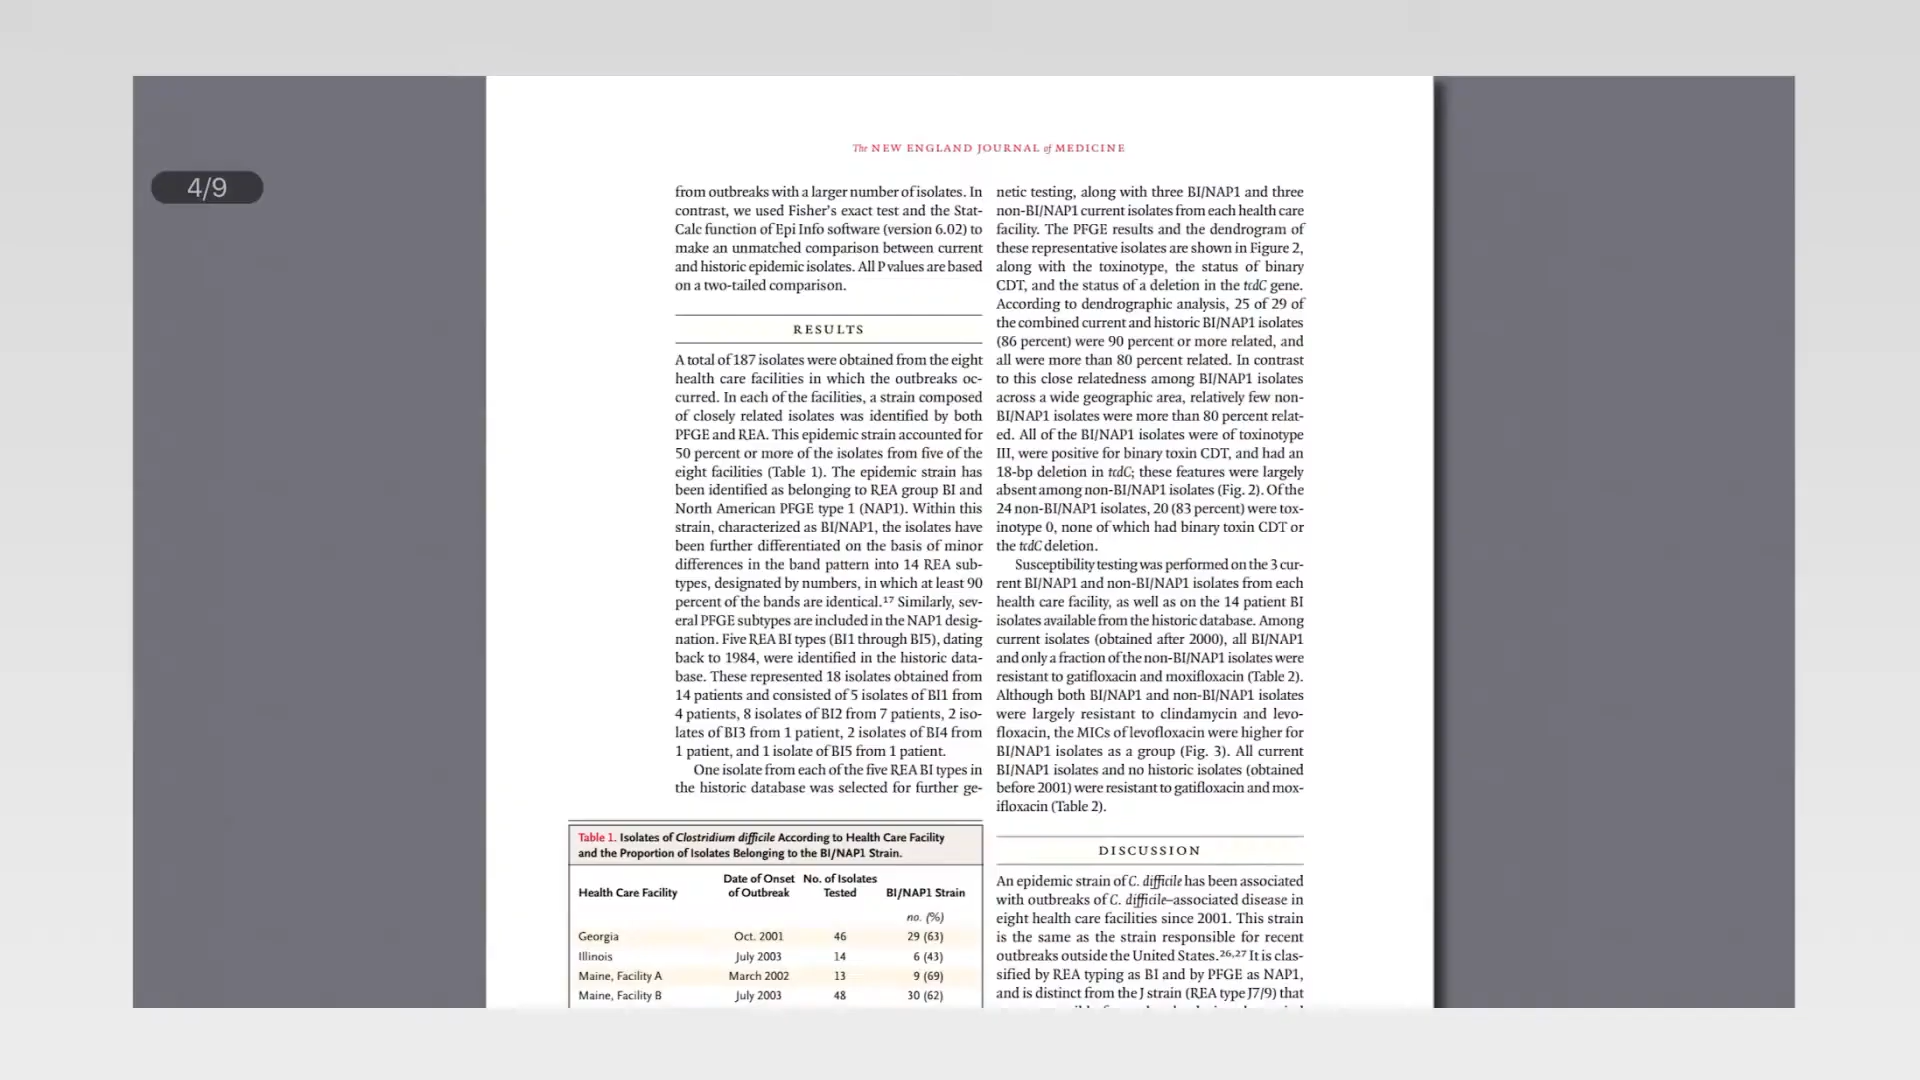 The NEW ENGLAND JOURNAL of MEDICINE
4/9
from outbreaks with a larger number of isolates. In
contrast, we used Fisher's exact test and the Stat-
Calc function of Epi Info software (version 6.02) to
make an unmatched comparison between current
and historic epidemic isolates. All P values are based
on a two-tailed comparison.
RESULTS
A total of 187 isolates were obtained from the eight
health care facilities in which the outbreaks oc-
curred. In each of the facilities, a strain composed
of closely related isolates was identified by both
PFGE and REA. This epidemic strain accounted for
50 percent or more of the isolates from five of the
eight facilities (Table 1). The epidemic strain has
been identified as belonging to REA group BI and
North American PFGE type 1 (NAP1). Within this
strain, characterized as BI/NAP1, the isolates have
been further differentiated on the basis of minor
differences in the band pattern into 14 REA sub-
types, designated by numbers, in which at least 90
percent of the bands are identical.¹⁷ Similarly, sev-
eral PFGE subtypes are included in the NAP1 desig-
nation. Five REA BI types (BI1 through BI5), dating
back to 1984, were identified in the historic data-
base. These represented 18 isolates obtained from
14 patients and consisted of 5 isolates of BI1 from
4 patients, 8 isolates of BI2 from 7 patients, 2 iso-
lates of BI3 from 1 patient, 2 isolates of BI4 from
1 patient, and 1 isolate of BI5 from 1 patient.
One isolate from each of the five REA BI types in
the historic database was selected for further ge-
Table 1. Isolates of Clostridium difficile According to Health Care Facility
and the Proportion of Isolates Belonging to the BI/NAP1 Strain.
Health Care Facility Date of Onset of Outbreak No. of Isolates Tested BI/NAP1 Strain
no. (%)
Georgia Oct. 2001 46 29 (63)
Illinois July 2003 14 6 (43)
Maine, Facility A March 2002 13 9 (69)
Maine, Facility B July 2003 48 30 (62)
netic testing, along with three BI/NAP1 and three
non-BI/NAP1 current isolates from each health care
facility. The PFGE results and the dendrogram of
these representative isolates are shown in Figure 2,
along with the toxinotype, the status of binary
CDT, and the status of a deletion in the tcdC gene.
According to dendrographic analysis, 25 of 29 of
the combined current and historic BI/NAP1 isolates
(86 percent) were 90 percent or more related, and
all were more than 80 percent related. In contrast
to this close relatedness among BI/NAP1 isolates
across a wide geographic area, relatively few non-
BI/NAP1 isolates were more than 80 percent relat-
ed. All of the BI/NAP1 isolates were of toxinotype
III, were positive for binary toxin CDT, and had an
18-bp deletion in tcdC; these features were largely
absent among non-BI/NAP1 isolates (Fig. 2). Of the
24 non-BI/NAP1 isolates, 20 (83 percent) were tox-
inotype 0, none of which had binary toxin CDT or
the tcdC deletion.
Susceptibility testing was performed on the 3 cur-
rent BI/NAP1 and non-BI/NAP1 isolates from each
health care facility, as well as on the 14 patient BI
isolates available from the historic database. Among
current isolates (obtained after 2000), all BI/NAP1
and only a fraction of the non-BI/NAP1 isolates were
resistant to gatifloxacin and moxifloxacin (Table 2).
Although both BI/NAP1 and non-BI/NAP1 isolates
were largely resistant to clindamycin and levo-
floxacin, the MICs of levofloxacin were higher for
BI/NAP1 isolates as a group (Fig. 3). All current
BI/NAP1 isolates and no historic isolates (obtained
before 2001) were resistant to gatifloxacin and mox-
ifloxacin (Table 2).
DISCUSSION
An epidemic strain of C. difficile has been associated
with outbreaks of C. difficile–associated disease in
eight health care facilities since 2001. This strain
is the same as the strain responsible for recent
outbreaks outside the United States.²⁶,²⁷ It is clas-
sified by REA typing as BI and by PFGE as NAP1,
and is distinct from the J strain (REA type J7/9) that